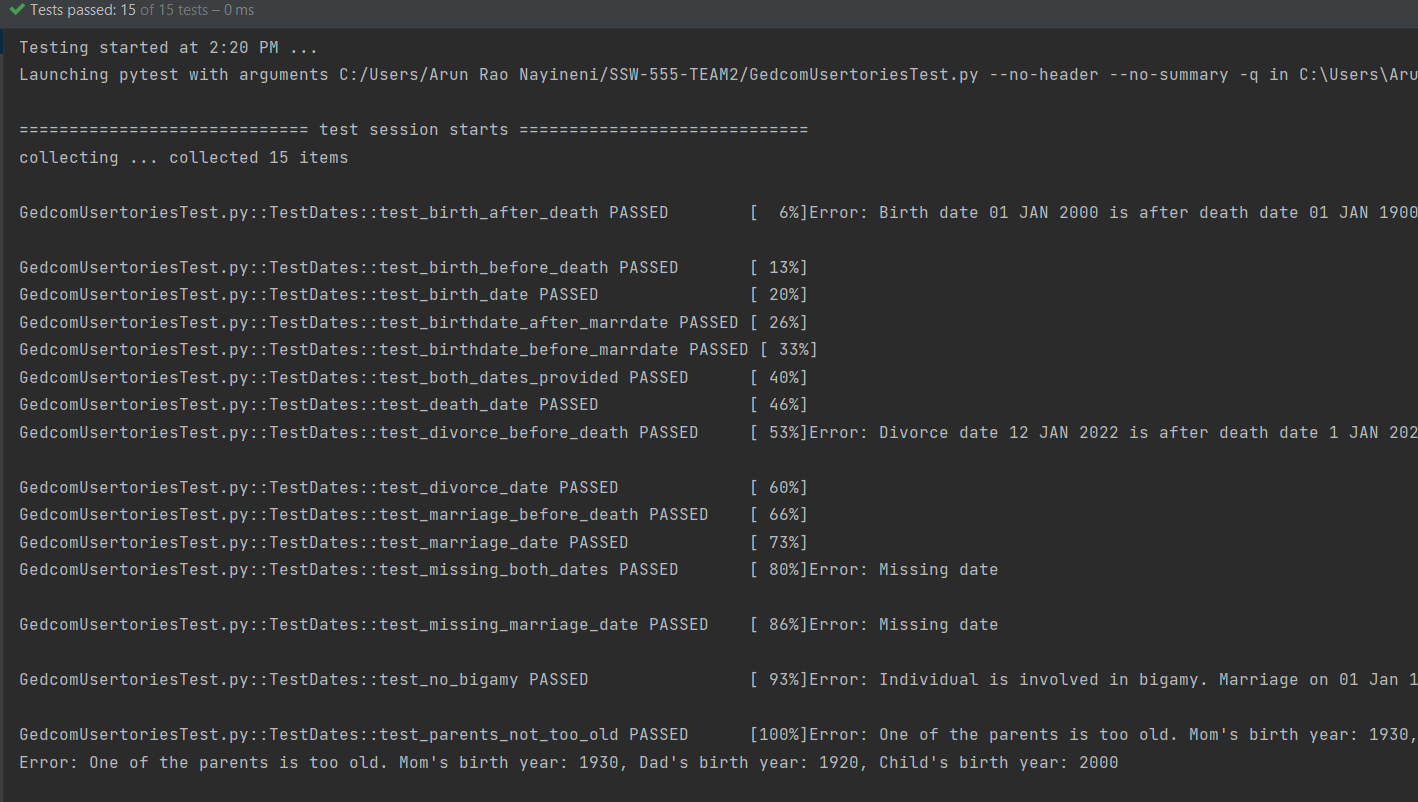 Tests passed: 15 of 15 tests – 0 ms
Testing started at 2:20 PM ...
Launching pytest with arguments C:/Users/Arun Rao Nayineni/SSW-555-TEAM2/GedcomUsertoriesTest.py --no-header --no-summary -q in C:\Users\Aru
============================= test session starts =============================
collecting ... collected 15 items
GedcomUsertoriesTest.py::TestDates::test_birth_after_death PASSED        [  6%]Error: Birth date 01 JAN 2000 is after death date 01 JAN 1900
GedcomUsertoriesTest.py::TestDates::test_birth_before_death PASSED       [ 13%]
GedcomUsertoriesTest.py::TestDates::test_birth_date PASSED               [ 20%]
GedcomUsertoriesTest.py::TestDates::test_birthdate_after_marrdate PASSED [ 26%]
GedcomUsertoriesTest.py::TestDates::test_birthdate_before_marrdate PASSED [ 33%]
GedcomUsertoriesTest.py::TestDates::test_both_dates_provided PASSED      [ 40%]
GedcomUsertoriesTest.py::TestDates::test_death_date PASSED               [ 46%]
GedcomUsertoriesTest.py::TestDates::test_divorce_before_death PASSED     [ 53%]Error: Divorce date 12 JAN 2022 is after death date 1 JAN 202
GedcomUsertoriesTest.py::TestDates::test_divorce_date PASSED             [ 60%]
GedcomUsertoriesTest.py::TestDates::test_marriage_before_death PASSED    [ 66%]
GedcomUsertoriesTest.py::TestDates::test_marriage_date PASSED            [ 73%]
GedcomUsertoriesTest.py::TestDates::test_missing_both_dates PASSED       [ 80%]Error: Missing date
GedcomUsertoriesTest.py::TestDates::test_missing_marriage_date PASSED    [ 86%]Error: Missing date
GedcomUsertoriesTest.py::TestDates::test_no_bigamy PASSED                [ 93%]Error: Individual is involved in bigamy. Marriage on 01 Jan 1
GedcomUsertoriesTest.py::TestDates::test_parents_not_too_old PASSED      [100%]Error: One of the parents is too old. Mom's birth year: 1930,
Error: One of the parents is too old. Mom's birth year: 1930, Dad's birth year: 1920, Child's birth year: 2000